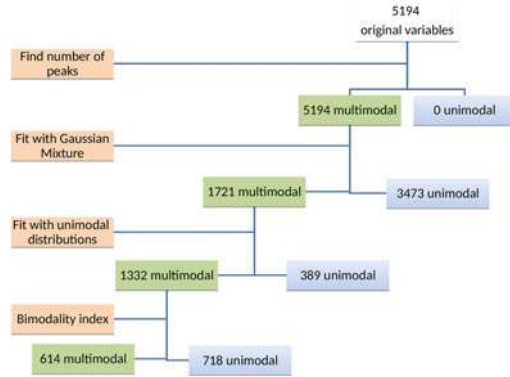 5194
original variables
Find number of
peaks
5194 multimodal
0 unimodal
Fit with Gaussian
Mixture
1721 multimodal
3473 unimodal
Fit with unimodal
distributions
1332 multimodal
389 unimodal
Bimodality index
614 multimodal
718 unimodal